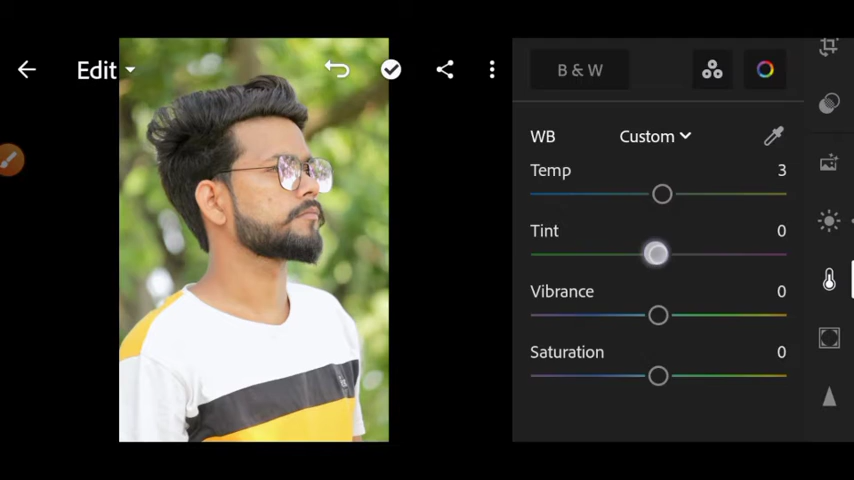 Edit
B & W
WB Custom
Temp 3
Tint 0
Vibrance 0
Saturation 0